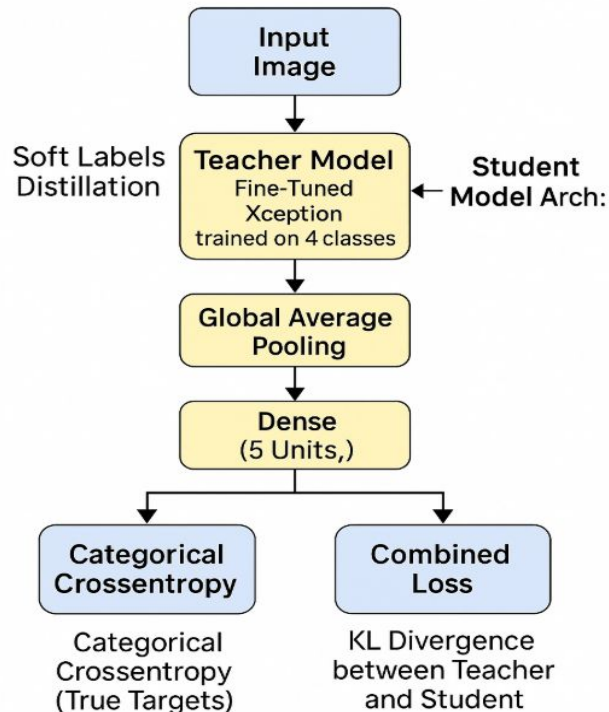 Input
Image
Soft Labels
Distillation
Teacher Model
Fine-Tuned
Xception
trained on 4 classes
Student
Model Arch:
Global Average
Pooling
Dense
(5 Units,)
Categorical
Crossentropy
Combined
Loss
Categorical
Crossentropy
(True Targets)
KL Divergence
between Teacher
and Student